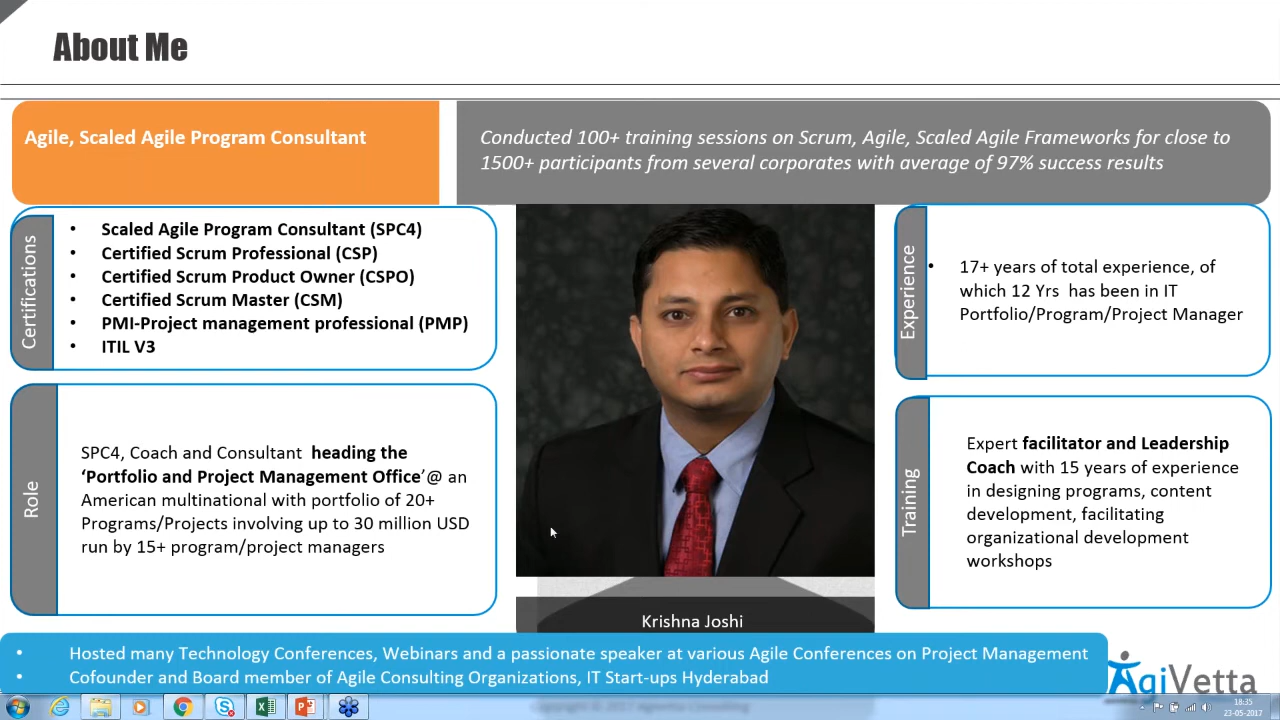 About Me
Agile, Scaled Agile Program Consultant
Conducted 100+ training sessions on Scrum, Agile, Scaled Agile Frameworks for close to
1500+ participants from several corporates with average of 97% success results
Certifications
• Scaled Agile Program Consultant (SPC4)
• Certified Scrum Professional (CSP)
• Certified Scrum Product Owner (CSPO)
• Certified Scrum Master (CSM)
• PMI-Project management professional (PMP)
• ITIL V3
Role
SPC4, Coach and Consultant heading the
‘Portfolio and Project Management Office’@ an
American multinational with portfolio of 20+
Programs/Projects involving up to 30 million USD
run by 15+ program/project managers
Krishna Joshi
Experience
• 17+ years of total experience, of
which 12 Yrs has been in IT
Portfolio/Program/Project Manager
Training
Expert facilitator and Leadership
Coach with 15 years of experience
in designing programs, content
development, facilitating
organizational development
workshops
• Hosted many Technology Conferences, Webinars and a passionate speaker at various Agile Conferences on Project Management
• Cofounder and Board member of Agile Consulting Organizations, IT Start-ups Hyderabad
AgiVetta
18:35
23-05-2017